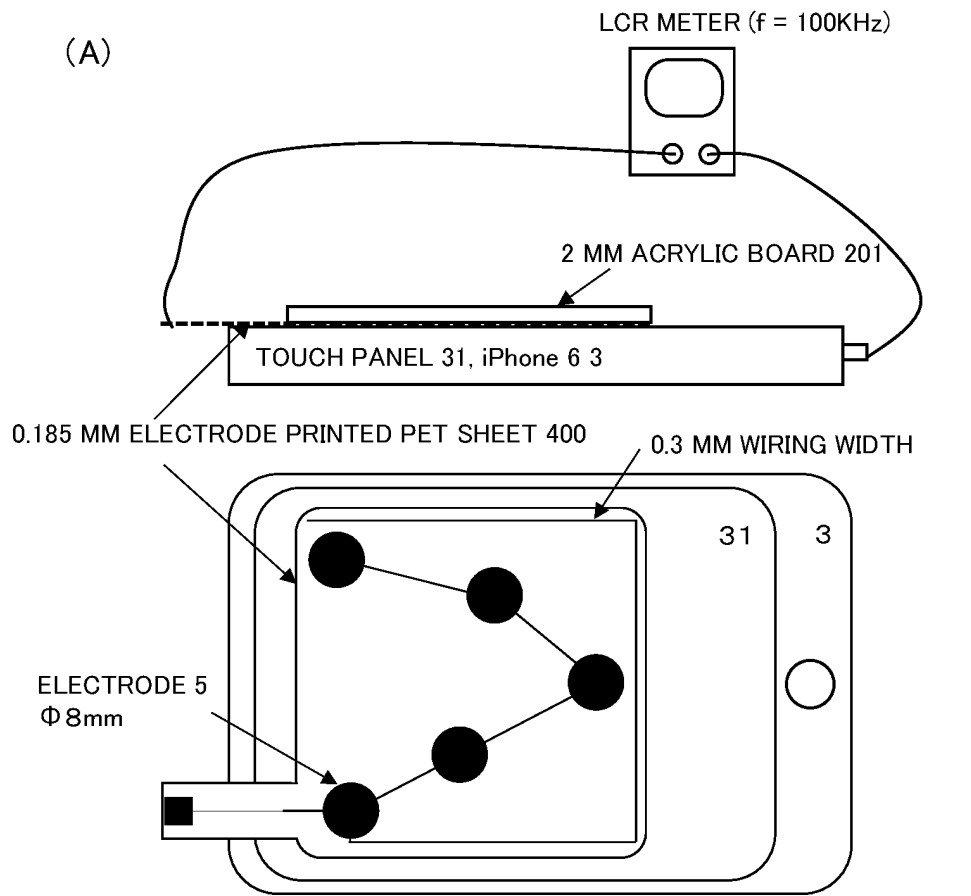 LCR METER (f = 100KHz)
(A)
2 MM ACRYLIC BOARD 201
TOUCH PANEL 31, iPhone 6 3
0.185 MM ELECTRODE PRINTED PET SHEET 400
0.3 MM WIRING WIDTH
31
3
ELECTRODE 5
Φ8mm